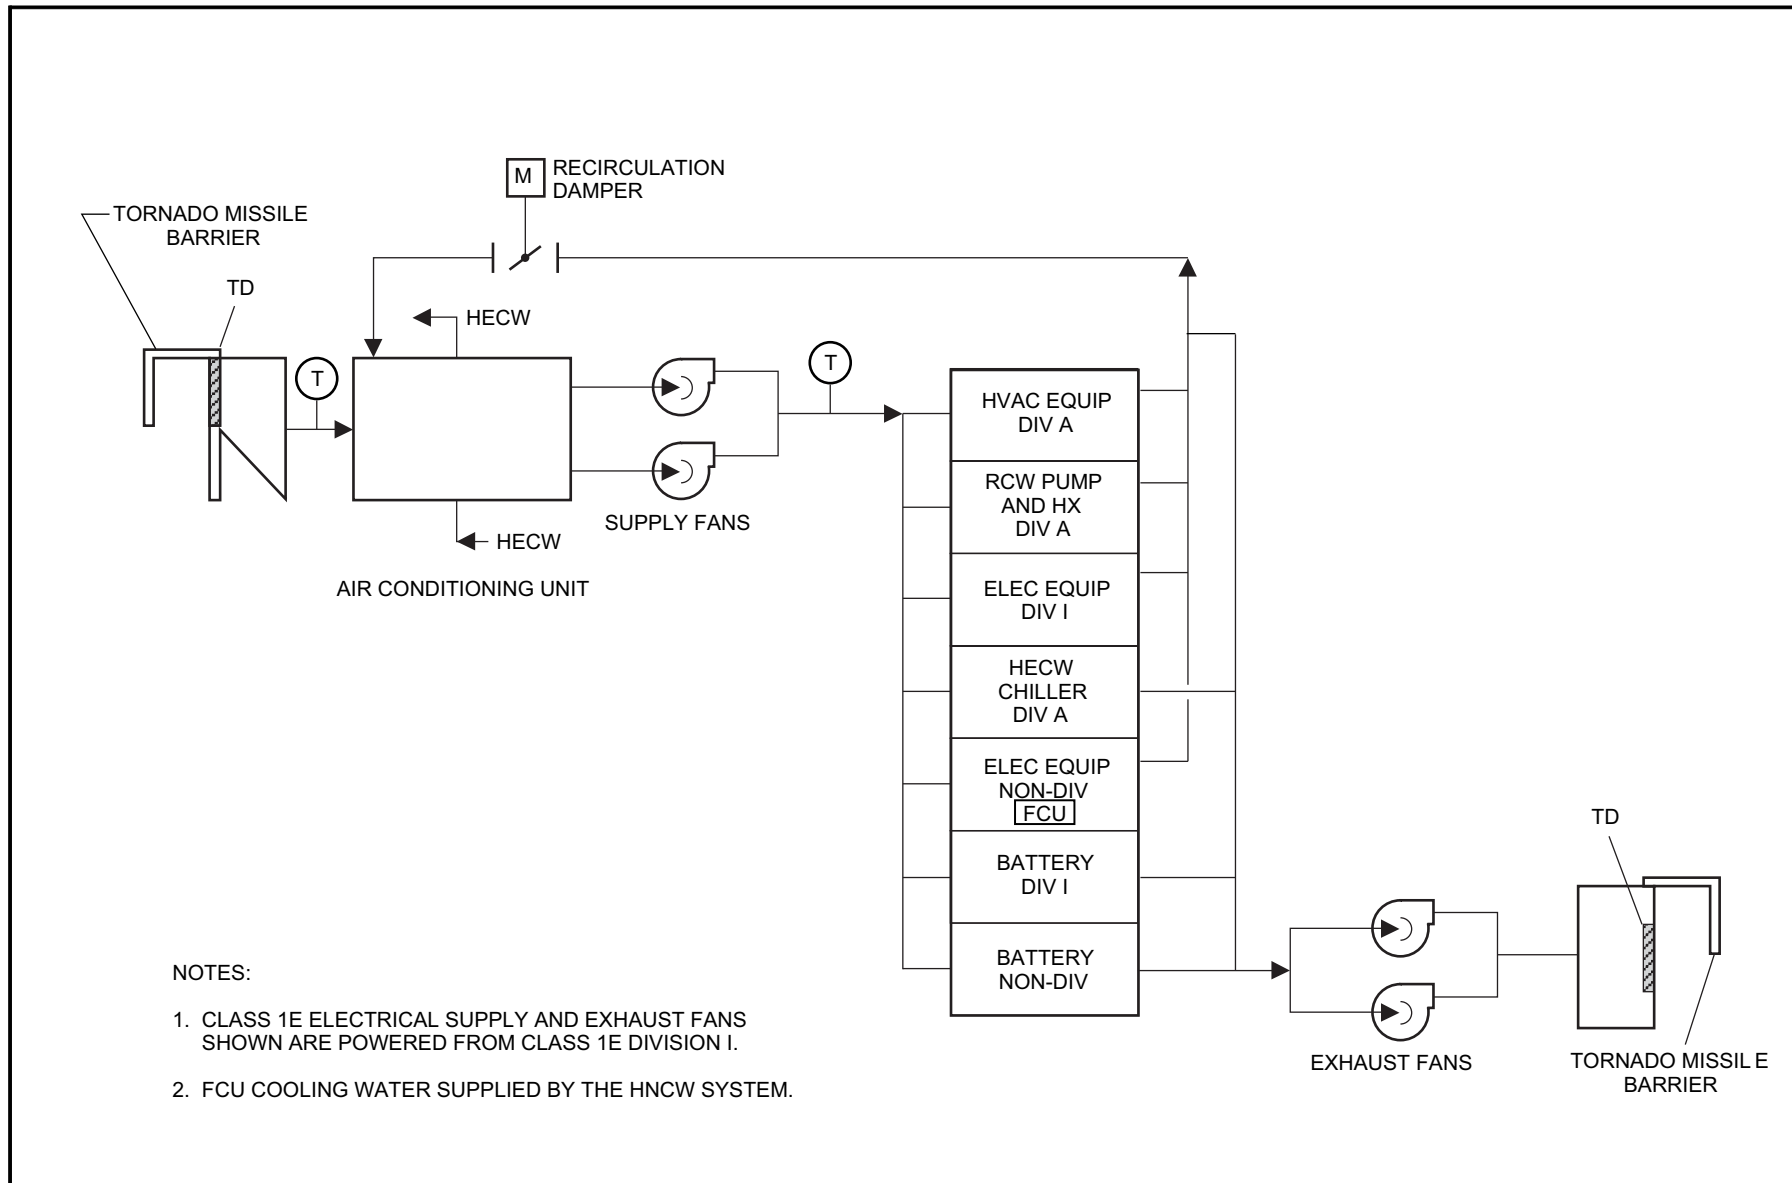 M
RECIRCULATION
DAMPER
TORNADO MISSILE
BARRIER
TD
HECW
T
T
SUPPLY FANS
HECW
AIR CONDITIONING UNIT
HVAC EQUIP
DIV A
RCW PUMP
AND HX
DIV A
ELEC EQUIP
DIV I
HECW
CHILLER
DIV A
ELEC EQUIP
NON-DIV
FCU
BATTERY
DIV I
BATTERY
NON-DIV
TD
EXHAUST FANS
TORNADO MISSILE
BARRIER
NOTES:
1. CLASS 1E ELECTRICAL SUPPLY AND EXHAUST FANS
SHOWN ARE POWERED FROM CLASS 1E DIVISION I.
2. FCU COOLING WATER SUPPLIED BY THE HNCW SYSTEM.